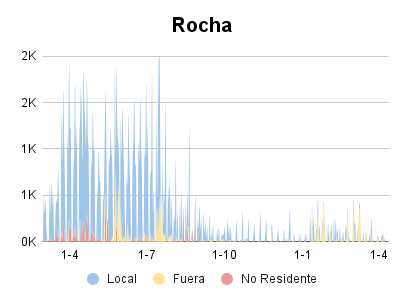 Rocha
2K
2K
1K
1K
0K
1-4
1-7
1-10
1-1
1-4
Local
Fuera
No Residente